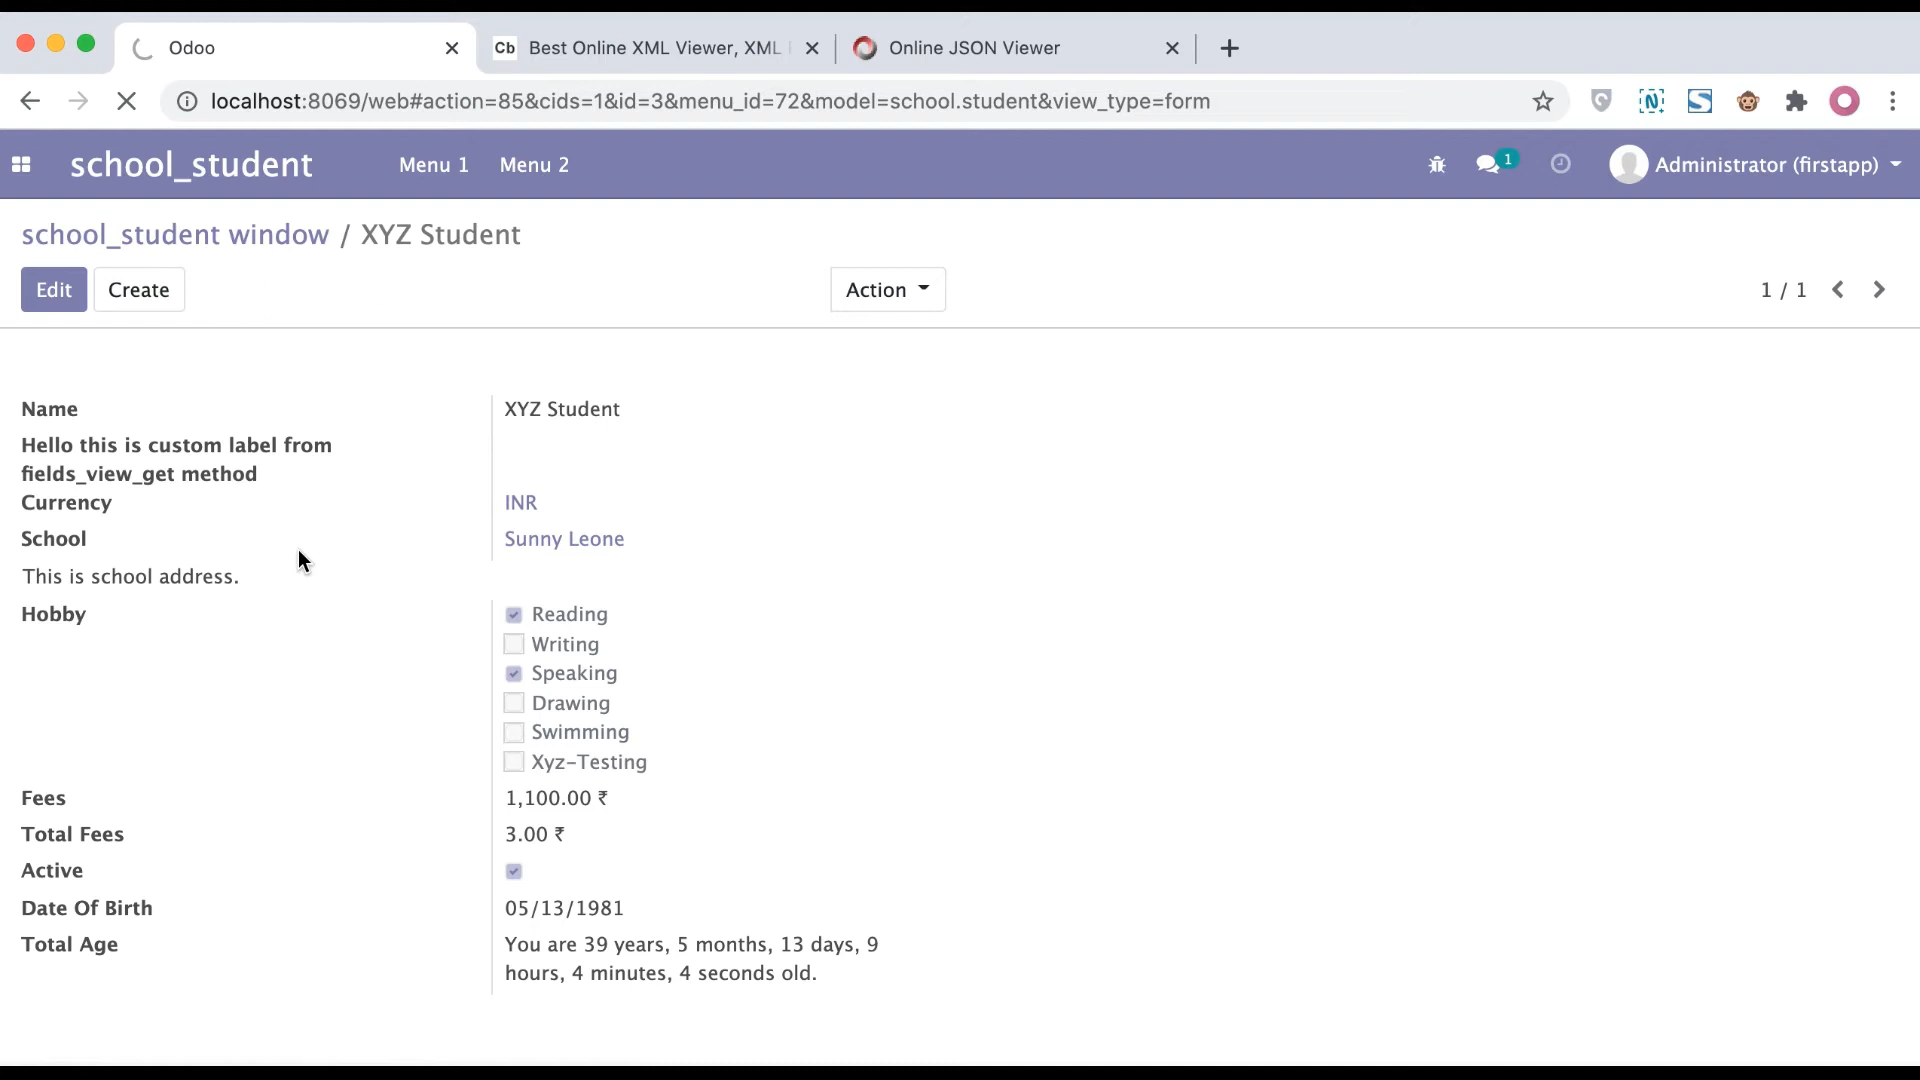 Odoo
Cb Best Online XML Viewer, XML
Online JSON Viewer
localhost:8069/web#action=85&cids=1&id=3&menu_id=72&model=school.student&view_type=form
school_student
Menu 1
Menu 2
1
Administrator (firstapp)
school_student window / XYZ Student
Edit
Create
Action
1 / 1
Name XYZ Student
Hello this is custom label from
fields_view_get method
Currency INR
School Sunny Leone
This is school address.
Hobby Reading
Writing
Speaking
Drawing
Swimming
Xyz-Testing
Fees 1,100.00 ₹
Total Fees 3.00 ₹
Active
Date Of Birth 05/13/1981
Total Age You are 39 years, 5 months, 13 days, 9
hours, 4 minutes, 4 seconds old.